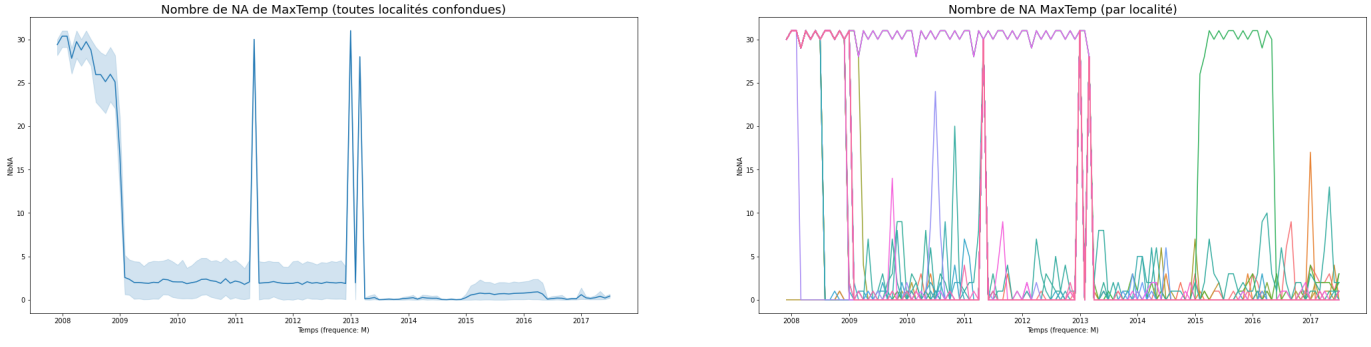 Nombre de NA de MaxTemp (toutes localités confondues)
NbNA
30
25
20
15
10
5
0
2008 2009 2010 2011 2012 2013 2014 2015 2016 2017
Temps (frequence: M)
Nombre de NA MaxTemp (par localité)
NbNA
30
25
20
15
10
5
0
2008 2009 2010 2011 2012 2013 2014 2015 2016 2017
Temps (frequence: M)